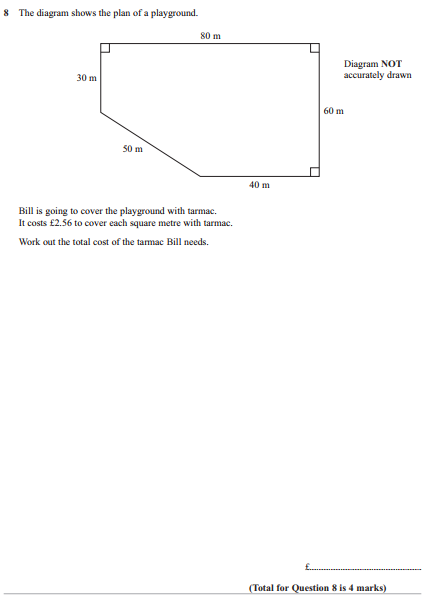 8 The diagram shows the plan of a playground.
80 m
30 m
Diagram NOT
accurately drawn
60 m
50 m
40 m
Bill is going to cover the playground with tarmac.
It costs £2.56 to cover each square metre with tarmac.
Work out the total cost of the tarmac Bill needs.
£
(Total for Question 8 is 4 marks)